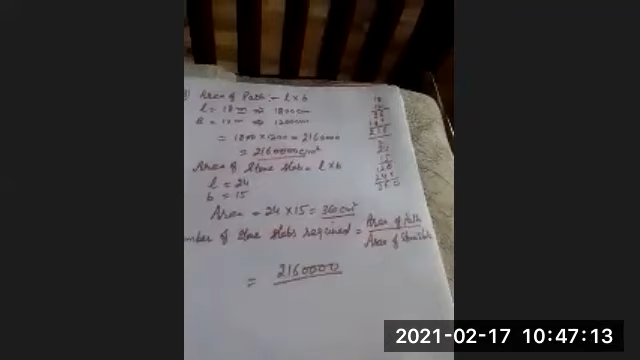 Area of Path :- l x b
l = 18 m ⇒ 1800 cm
B = 12 m ⇒ 1200 cm
= 1800 x 1200 = 2160000
= 2160000 cm²
Area of Stone Slab = l x b
l = 24
b = 15
Area = 24 x 15 = 360 cm²
Number of Stone Slabs required = Area of Path
Area of Stone Slab
= 2160000
2021-02-17 10:47:13